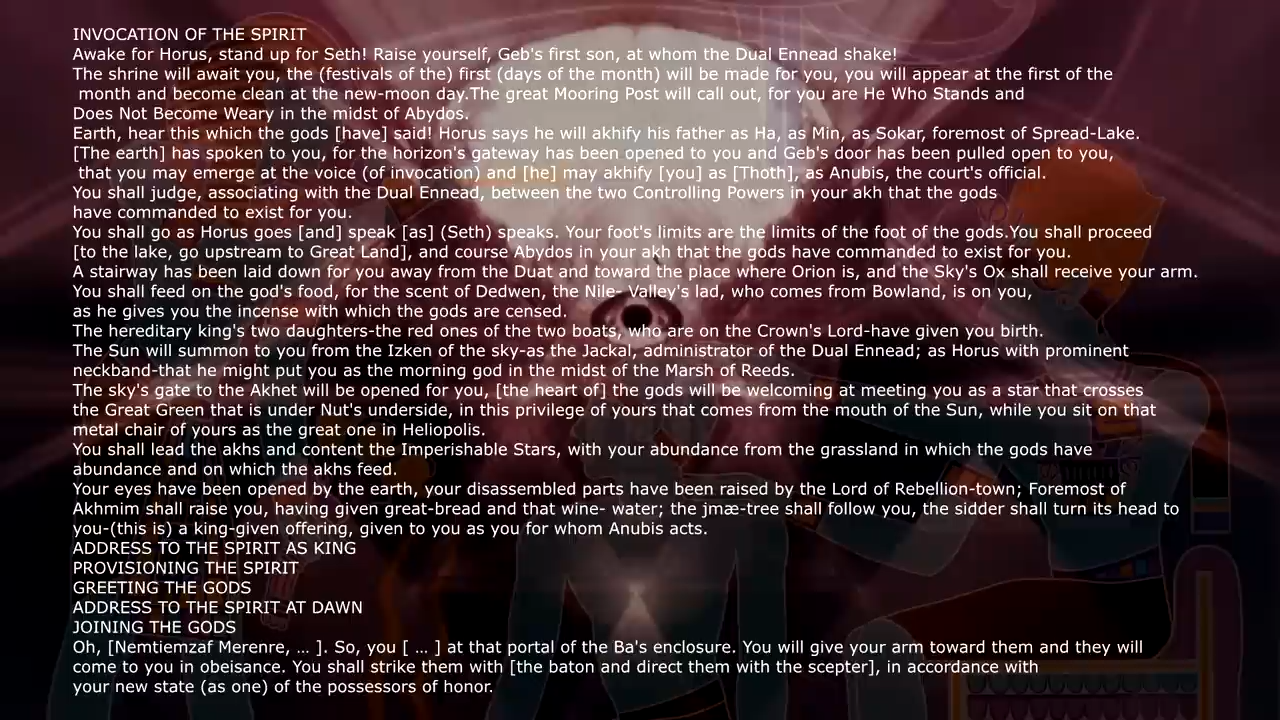 INVOCATION OF THE SPIRIT
Awake for Horus, stand up for Seth! Raise yourself, Geb's first son, at whom the Dual Ennead shake!
The shrine will await you, the (festivals of the) first (days of the month) will be made for you, you will appear at the first of the
month and become clean at the new-moon day.The great Mooring Post will call out, for you are He Who Stands and
Does Not Become Weary in the midst of Abydos.
Earth, hear this which the gods [have] said! Horus says he will akhify his father as Ha, as Min, as Sokar, foremost of Spread-Lake.
[The earth] has spoken to you, for the horizon's gateway has been opened to you and Geb's door has been pulled open to you,
that you may emerge at the voice (of invocation) and [he] may akhify [you] as [Thoth], as Anubis, the court's official.
You shall judge, associating with the Dual Ennead, between the two Controlling Powers in your akh that the gods
have commanded to exist for you.
You shall go as Horus goes [and] speak [as] (Seth) speaks. Your foot's limits are the limits of the foot of the gods.You shall proceed
[to the lake, go upstream to Great Land], and course Abydos in your akh that the gods have commanded to exist for you.
A stairway has been laid down for you away from the Duat and toward the place where Orion is, and the Sky's Ox shall receive your arm.
You shall feed on the god's food, for the scent of Dedwen, the Nile- Valley's lad, who comes from Bowland, is on you,
as he gives you the incense with which the gods are censed.
The hereditary king's two daughters-the red ones of the two boats, who are on the Crown's Lord-have given you birth.
The Sun will summon to you from the Izken of the sky-as the Jackal, administrator of the Dual Ennead; as Horus with prominent
neckband-that he might put you as the morning god in the midst of the Marsh of Reeds.
The sky's gate to the Akhet will be opened for you, [the heart of] the gods will be welcoming at meeting you as a star that crosses
the Great Green that is under Nut's underside, in this privilege of yours that comes from the mouth of the Sun, while you sit on that
metal chair of yours as the great one in Heliopolis.
You shall lead the akhs and content the Imperishable Stars, with your abundance from the grassland in which the gods have
abundance and on which the akhs feed.
Your eyes have been opened by the earth, your disassembled parts have been raised by the Lord of Rebellion-town; Foremost of
Akhmim shall raise you, having given great-bread and that wine- water; the jmæ-tree shall follow you, the sidder shall turn its head to
you-(this is) a king-given offering, given to you as you for whom Anubis acts.
ADDRESS TO THE SPIRIT AS KING
PROVISIONING THE SPIRIT
GREETING THE GODS
ADDRESS TO THE SPIRIT AT DAWN
JOINING THE GODS
Oh, [Nemtiemzaf Merenre, ... ]. So, you [ ... ] at that portal of the Ba's enclosure. You will give your arm toward them and they will
come to you in obeisance. You shall strike them with [the baton and direct them with the scepter], in accordance with
your new state (as one) of the possessors of honor.